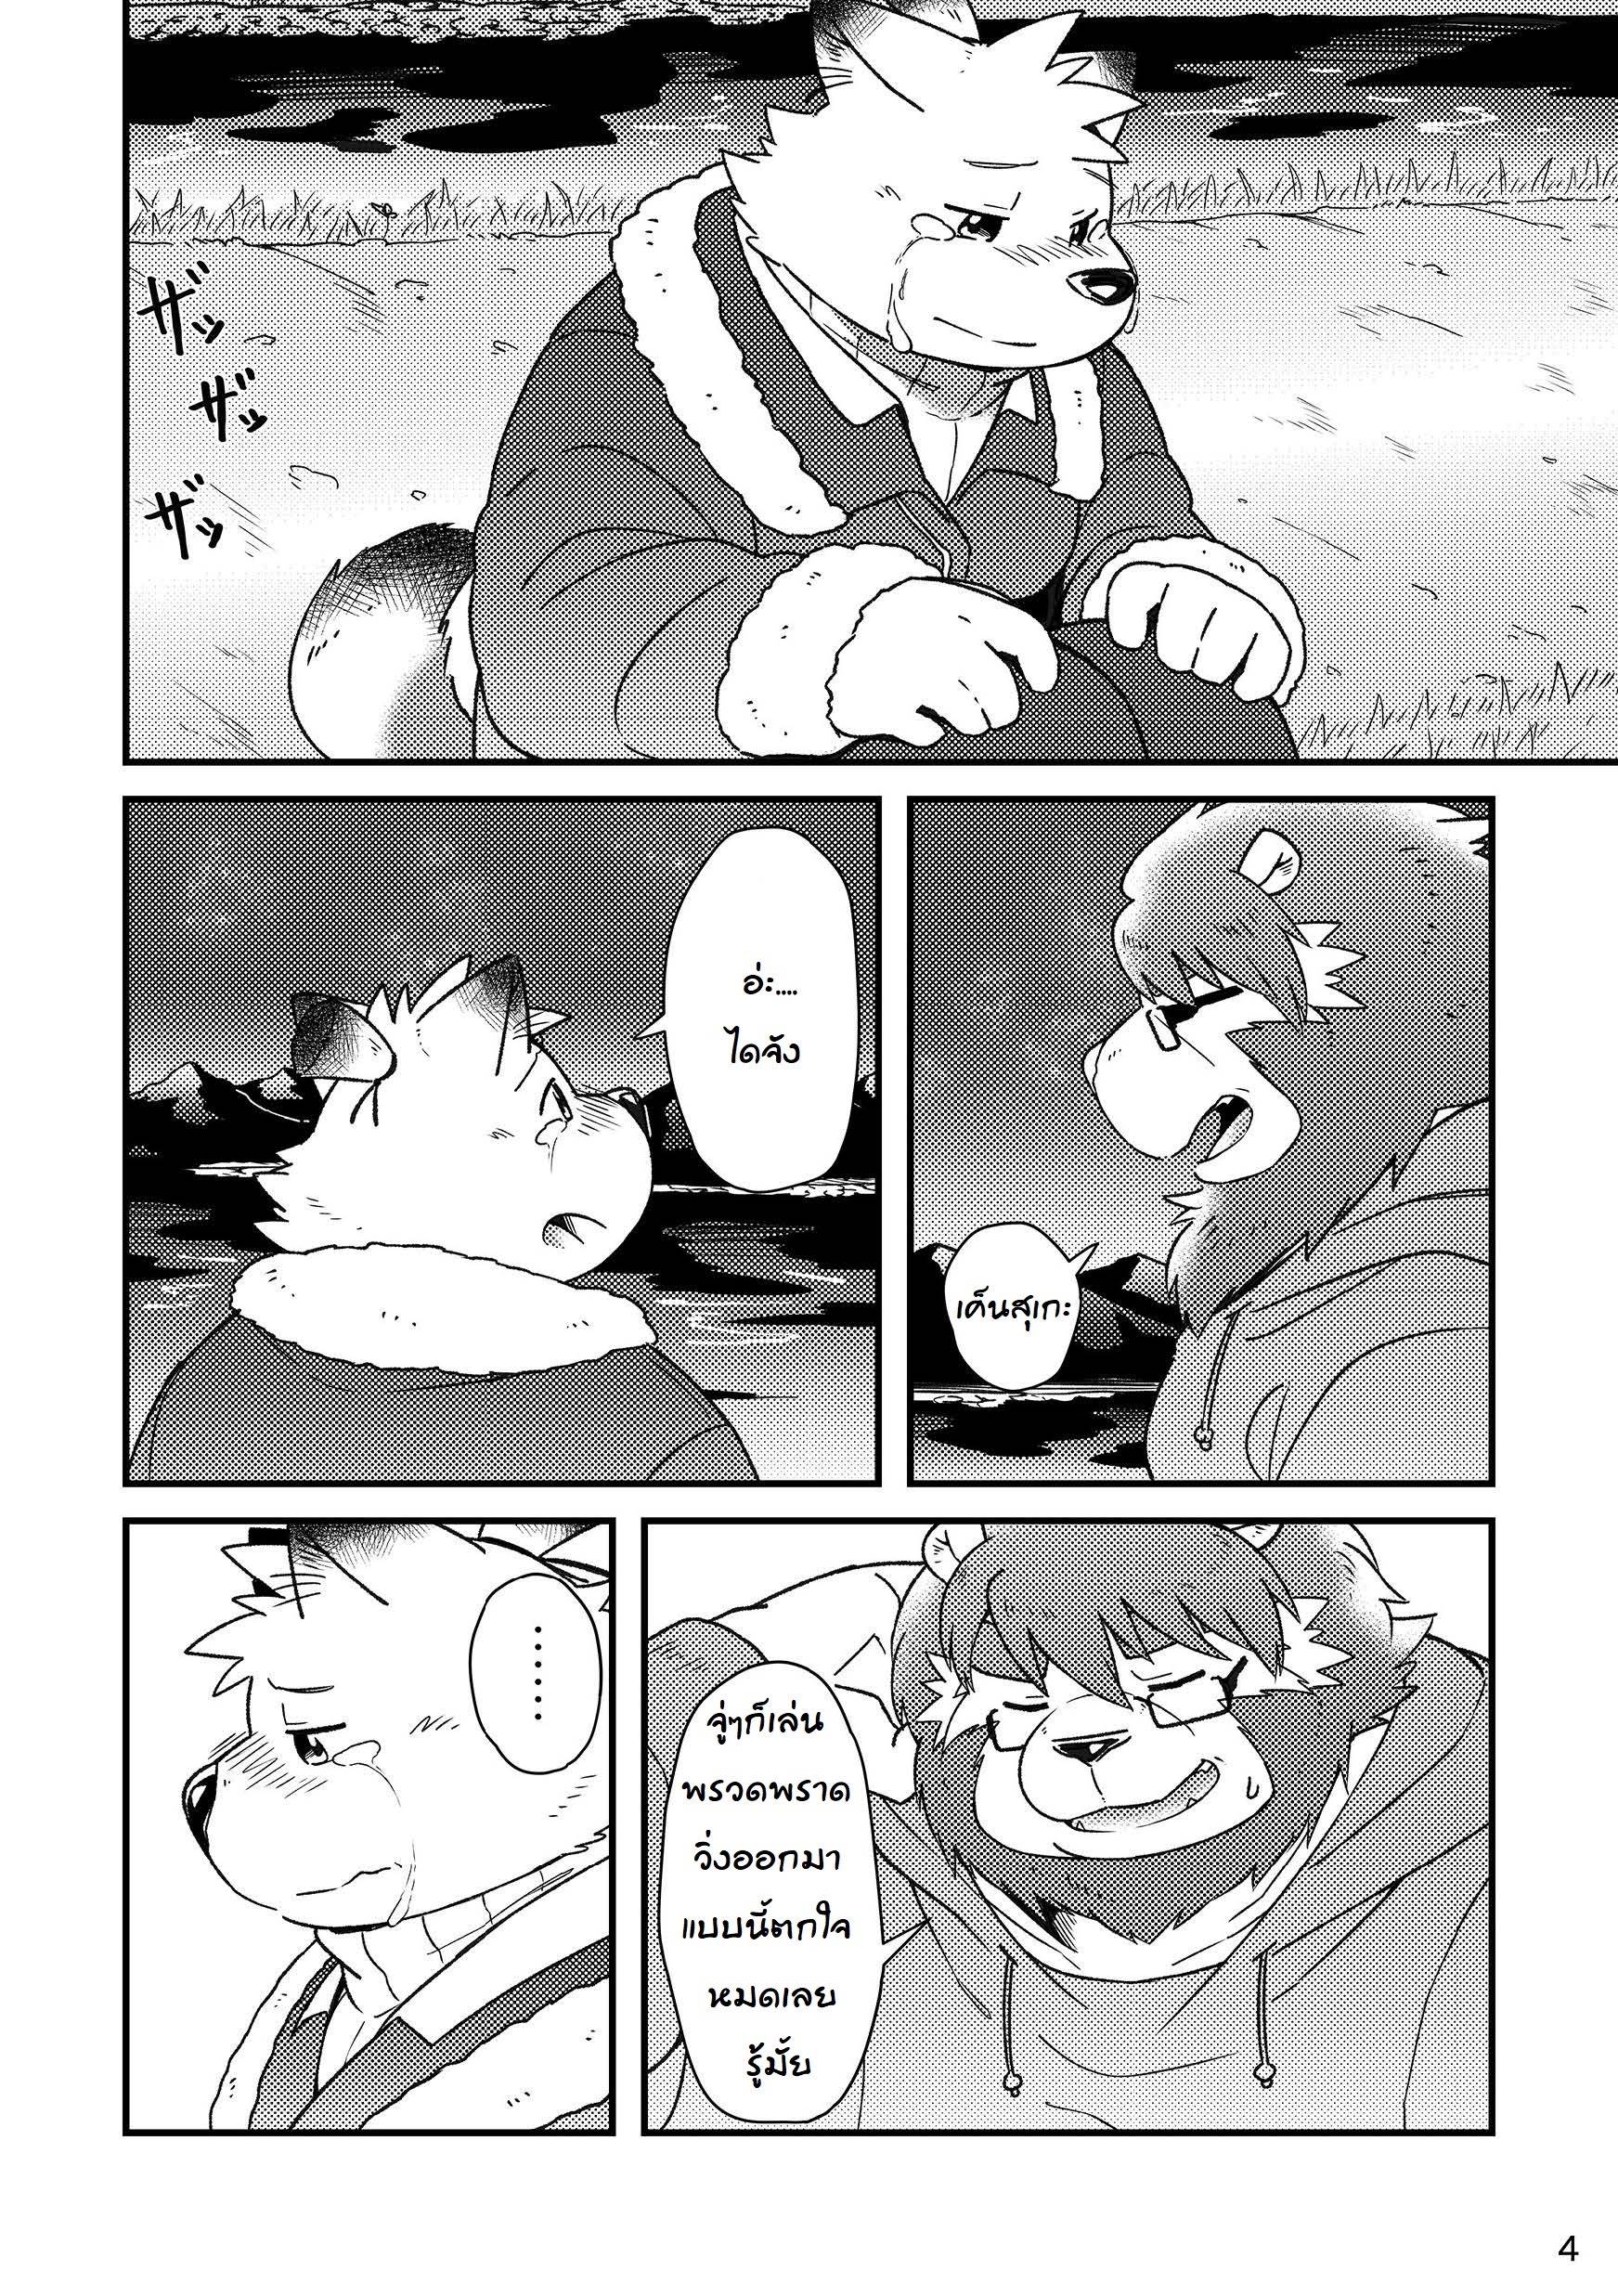 ザッ
ザッ
ザッ
เค็นสุเกะ
อ่ะ....
ไดจัง
จู่ๆก็เล่น
พรวดพราด
วิ่งออกมา
แบบนี้ตกใจ
หมดเลย
รู้มั้ย
......
4